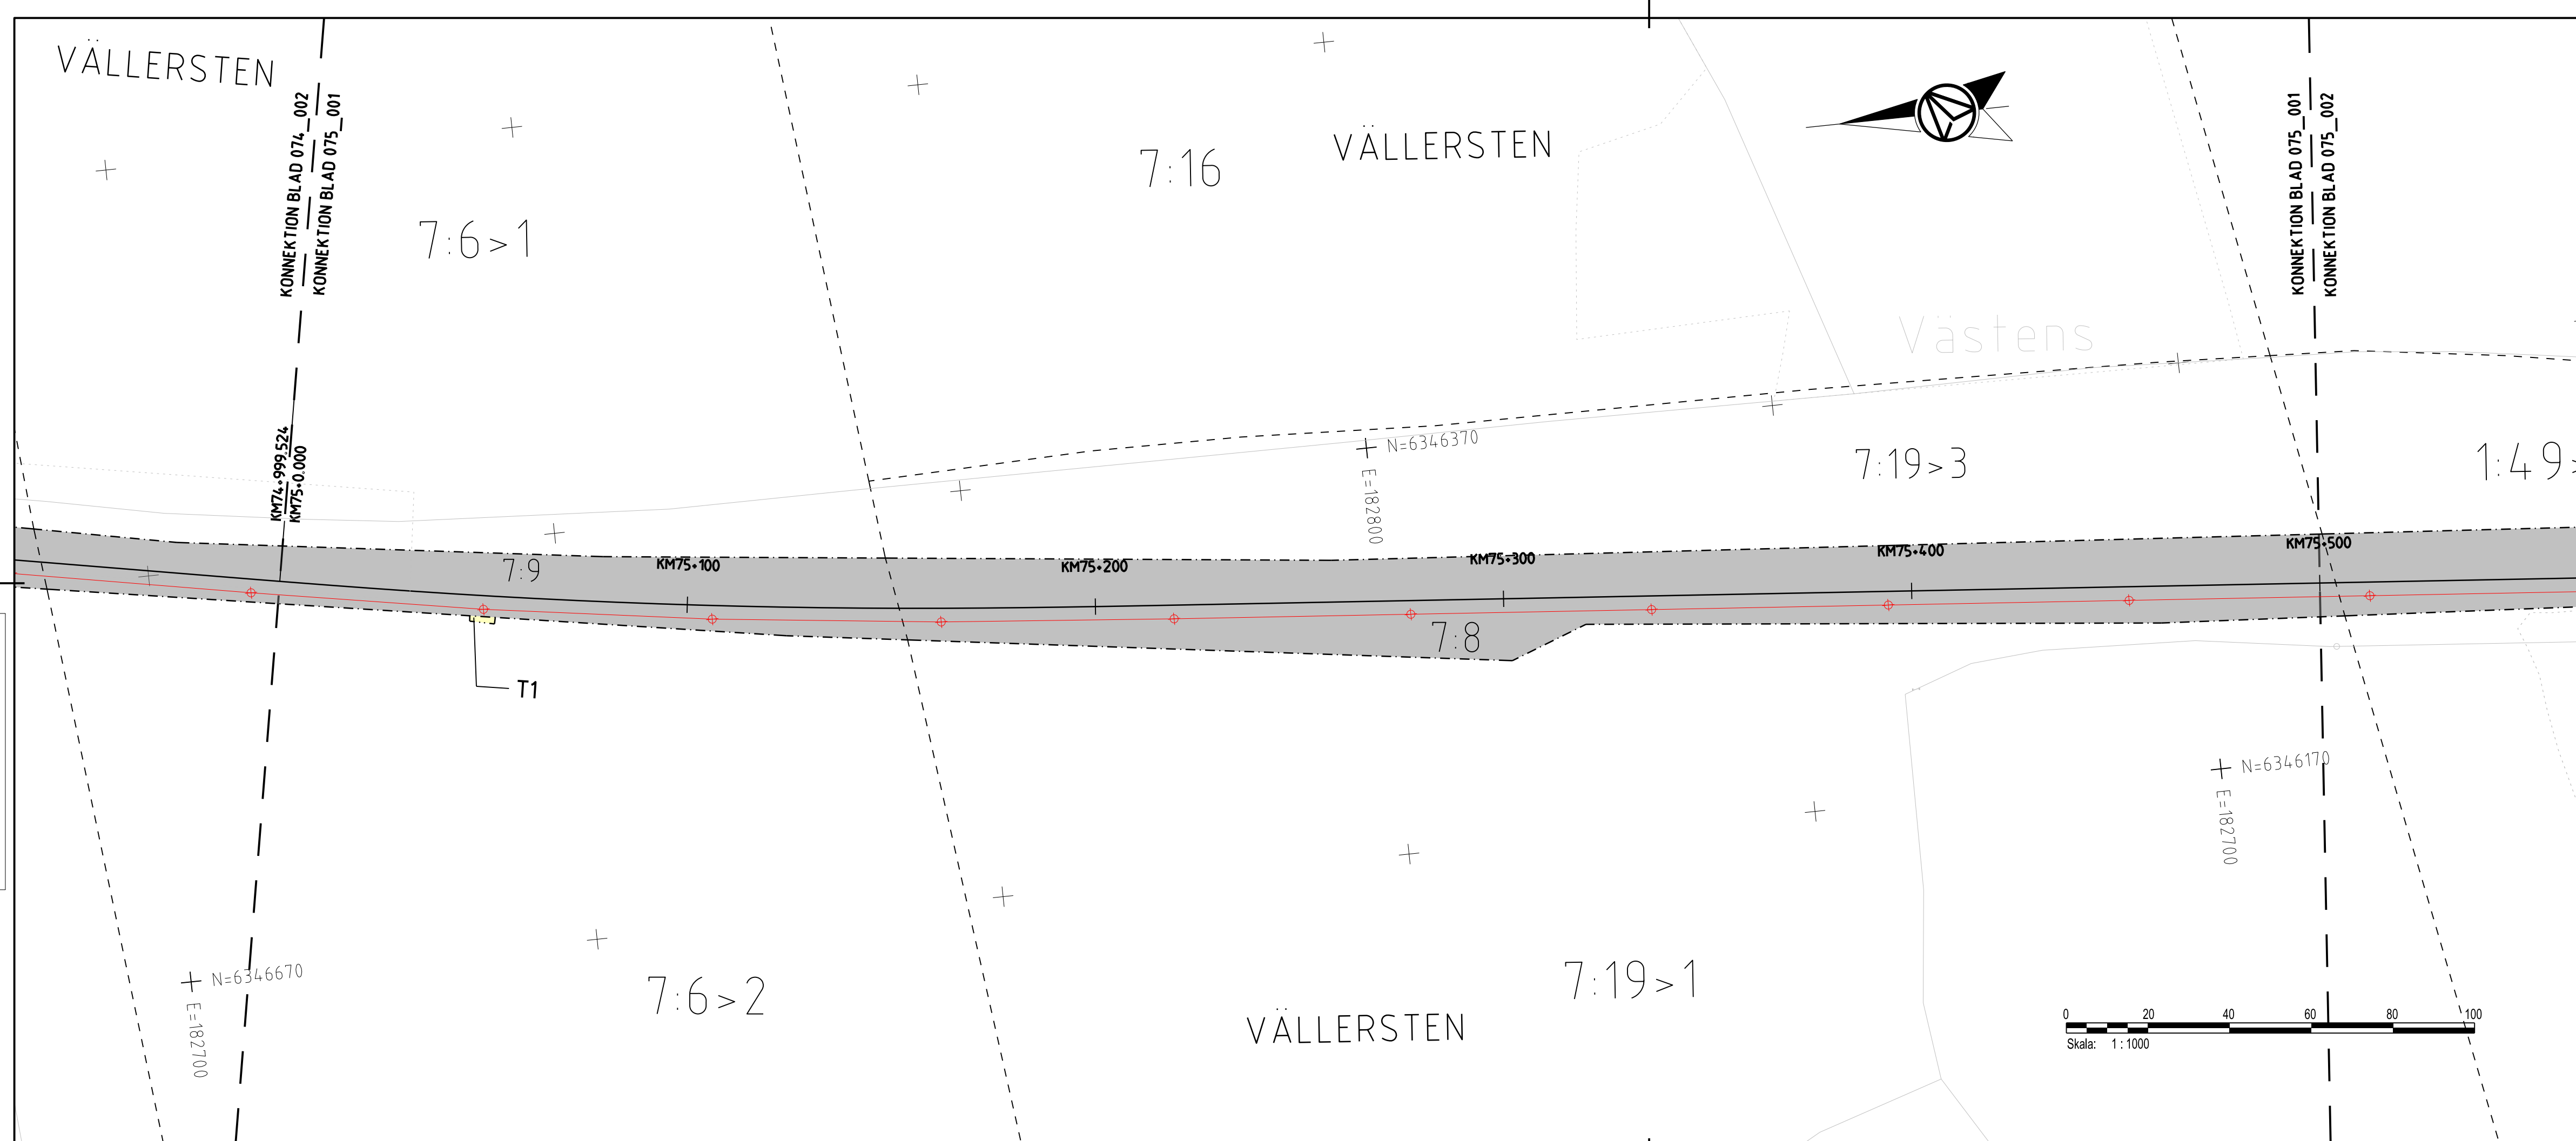 VÄLLERSTEN
KONNEKTION BLAD 074_002
KONNEKTION BLAD 075_001
7:6>1
7:16
VÄLLERSTEN
KONNEKTION BLAD 075_001
KONNEKTION BLAD 075_002
Västens
KM74+999.524
KM75+0.000
N=6346370
E=182800
7:19>3
1:49>
7:9
KM75+100
KM75+200
KM75+300
KM75+400
KM75+500
7:8
T1
N=6346170
E=182700
N=6346670
E=182700
7:6>2
7:19>1
VÄLLERSTEN
0 20 40 60 80 100
Skala: 1 : 1000